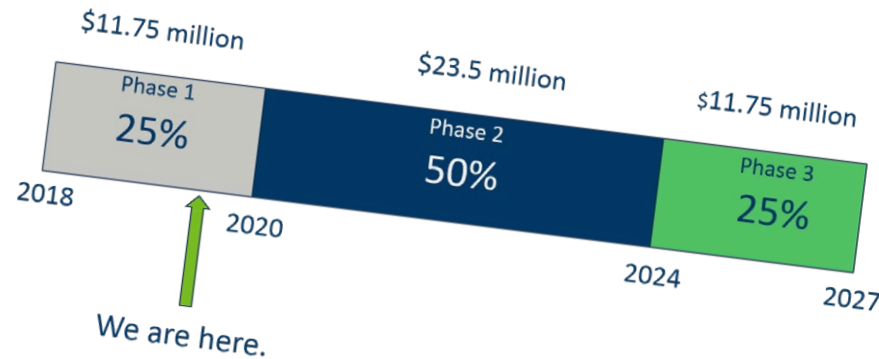 $11.75 million
$23.5 million
$11.75 million
Phase 1
25%
Phase 2
50%
Phase 3
25%
2018
2020
2024
2027
We are here.